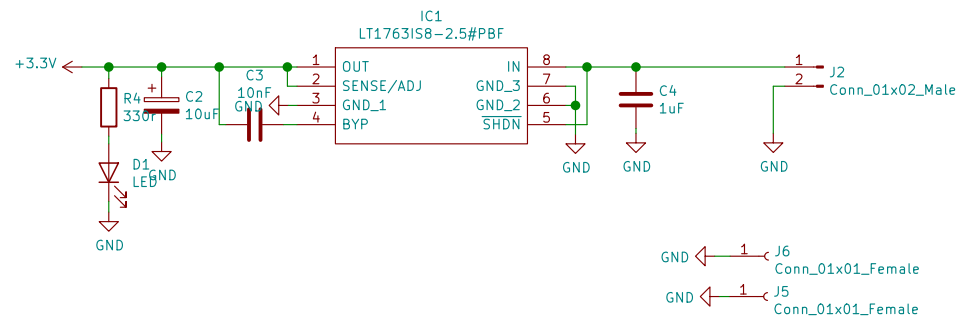 IC1
LT1763IS8-2.5#PBF
+3.3V
1 OUT IN 8
2 SENSE/ADJ GND_3 7
3 GND_1 GND_2 6
4 BYP SHDN 5
C3
10nF
GND
R4
330r
+
C2
10uF
GND
D1
LED
GND
GND
C4
1uF
GND
1
2
J2
Conn_01x02_Male
GND
GND
1
J6
Conn_01x01_Female
GND
1
J5
Conn_01x01_Female